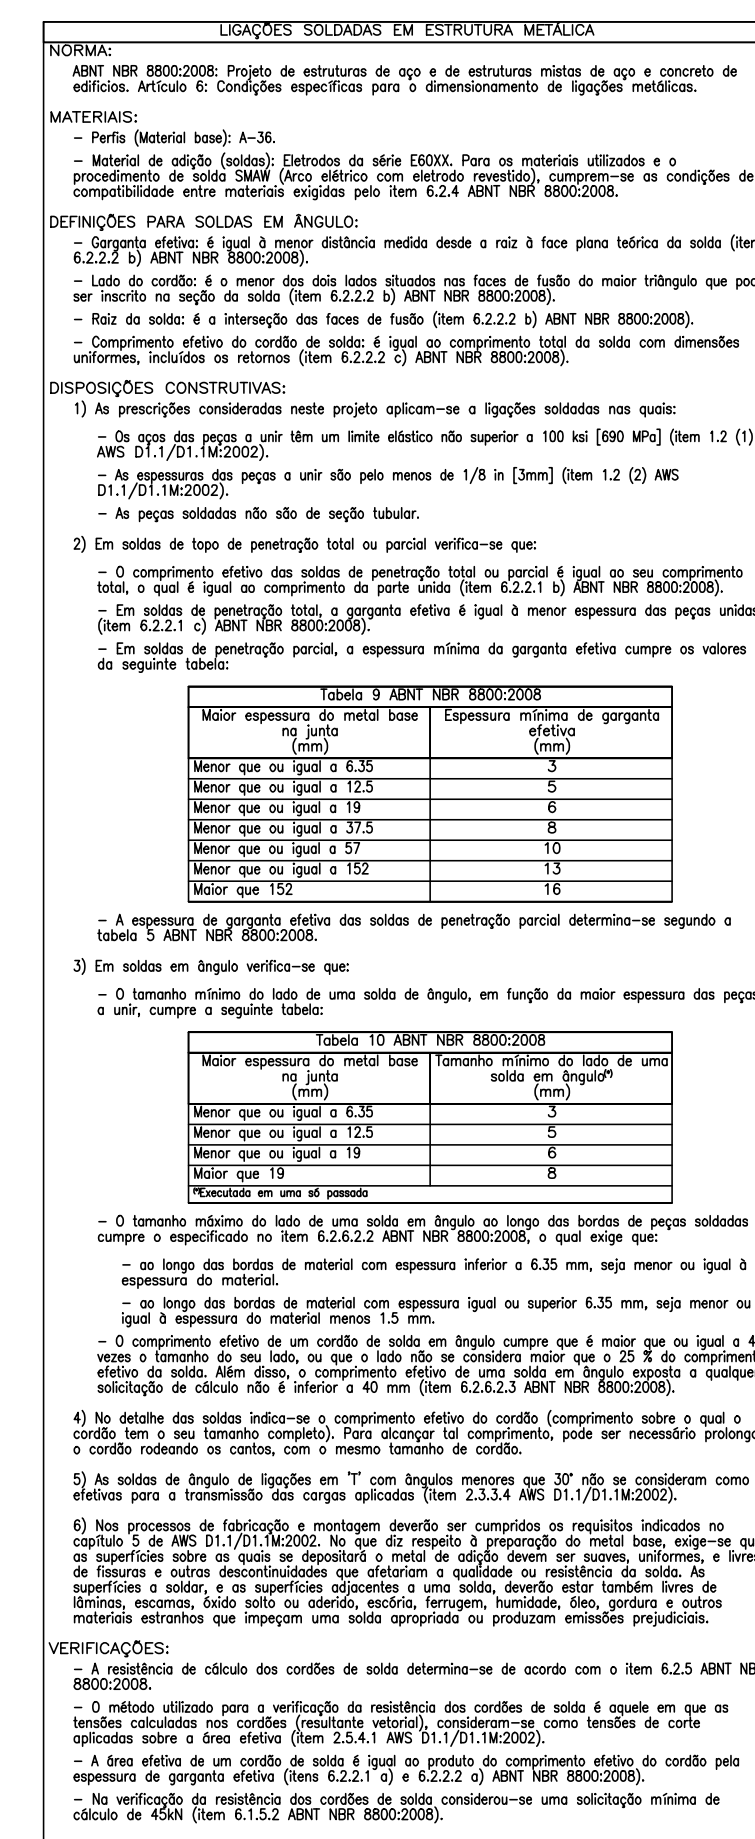 LIGAÇÕES SOLDADAS EM ESTRUTURA METÁLICA
NORMA:
ABNT NBR 8800:2008: Projeto de estruturas de aço e de estruturas mistas de aço e concreto de
edificios. Artículo 6: Condições específicas para o dimensionamento de ligações metálicas.
MATERIAIS:
– Perfis (Material base): A–36.
– Material de adição (soldas): Eletrodos da série E60XX. Para os materiais utilizados e o
procedimento de solda SMAW (Arco elétrico com eletrodo revestido), cumprem–se as condições de
compatibilidade entre materiais exigidas pelo item 6.2.4 ABNT NBR 8800:2008.
DEFINIÇÕES PARA SOLDAS EM ÂNGULO:
– Garganta efetiva: é igual à menor distância medida desde a raiz à face plana teórica da solda (item
6.2.2.2 b) ABNT NBR 8800:2008).
– Lado do cordão: é o menor dos dois lados situados nas faces de fusão do maior triângulo que pod
ser inscrito na seção da solda (item 6.2.2.2 b) ABNT NBR 8800:2008).
– Raiz da solda: é a interseção das faces de fusão (item 6.2.2.2 b) ABNT NBR 8800:2008).
– Comprimento efetivo do cordão de solda: é igual ao comprimento total da solda com dimensões
uniformes, incluídos os retornos (item 6.2.2.2 c) ABNT NBR 8800:2008).
DISPOSIÇÕES CONSTRUTIVAS:
1) As prescrições consideradas neste projeto aplicam–se a ligações soldadas nas quais:
– Os aços das peças a unir têm um limite elástico não superior a 100 ksi [690 MPa] (item 1.2 (1)
AWS D1.1/D1.1M:2002).
– As espessuras das peças a unir são pelo menos de 1/8 in [3mm] (item 1.2 (2) AWS
D1.1/D1.1M:2002).
– As peças soldadas não são de seção tubular.
2) Em soldas de topo de penetração total ou parcial verifica–se que:
– O comprimento efetivo das soldas de penetração total ou parcial é igual ao seu comprimento
total, o qual é igual ao comprimento da parte unida (item 6.2.2.1 b) ABNT NBR 8800:2008).
– Em soldas de penetração total, a garganta efetiva é igual à menor espessura das peças unidas
(item 6.2.2.1 c) ABNT NBR 8800:2008).
– Em soldas de penetração parcial, a espessura mínima da garganta efetiva cumpre os valores
da seguinte tabela:
Tabela 9 ABNT NBR 8800:2008
Maior espessura do metal base Espessura mínima de garganta
na junta efetiva
(mm) (mm)
Menor que ou igual a 6.35 3
Menor que ou igual a 12.5 5
Menor que ou igual a 19 6
Menor que ou igual a 37.5 8
Menor que ou igual a 57 10
Menor que ou igual a 152 13
Maior que 152 16
– A espessura de garganta efetiva das soldas de penetração parcial determina–se segundo a
tabela 5 ABNT NBR 8800:2008.
3) Em soldas em ângulo verifica–se que:
– O tamanho mínimo do lado de uma solda de ângulo, em função da maior espessura das peças
a unir, cumpre a seguinte tabela:
Tabela 10 ABNT NBR 8800:2008
Maior espessura do metal base Tamanho mínimo do lado de uma
na junta solda em ângulo(*)
(mm) (mm)
Menor que ou igual a 6.35 3
Menor que ou igual a 12.5 5
Menor que ou igual a 19 6
Maior que 19 8
(*)Executada em uma só passada
– O tamanho máximo do lado de uma solda em ângulo ao longo das bordas de peças soldadas
cumpre o especificado no item 6.2.6.2.2 ABNT NBR 8800:2008, o qual exige que:
– ao longo das bordas de material com espessura inferior a 6.35 mm, seja menor ou igual à
espessura do material.
– ao longo das bordas de material com espessura igual ou superior 6.35 mm, seja menor ou
igual à espessura do material menos 1.5 mm.
– O comprimento efetivo de um cordão de solda em ângulo cumpre que é maior que ou igual a 4
vezes o tamanho do seu lado, ou que o lado não se considera maior que o 25 % do compriment
efetivo da solda. Além disso, o comprimento efetivo de uma solda em ângulo exposta a qualque
solicitação de cálculo não é inferior a 40 mm (item 6.2.6.2.3 ABNT NBR 8800:2008).
4) No detalhe das soldas indica–se o comprimento efetivo do cordão (comprimento sobre o qual o
cordão tem o seu tamanho completo). Para alcançar tal comprimento, pode ser necessário prolonga
o cordão rodeando os cantos, com o mesmo tamanho de cordão.
5) As soldas de ângulo de ligações em 'T' com ângulos menores que 30° não se consideram como
efetivas para a transmissão das cargas aplicadas (item 2.3.3.4 AWS D1.1/D1.1M:2002).
6) Nos processos de fabricação e montagem deverão ser cumpridos os requisitos indicados no
capítulo 5 de AWS D1.1/D1.1M:2002. No que diz respeito à preparação do metal base, exige–se qu
as superfícies sobre as quais se depositará o metal de adição devem ser suaves, uniformes, e livres
de fissuras e outras descontinuidades que afetariam a qualidade ou resistência da solda. As
superfícies a soldar, e as superfícies adjacentes a uma solda, deverão estar também livres de
lâminas, escamas, óxido solto ou aderido, escória, ferrugem, humidade, óleo, gordura e outros
materiais estranhos que impeçam uma solda apropriada ou produzam emissões prejudiciais.
VERIFICAÇÕES:
– A resistência de cálculo dos cordões de solda determina–se de acordo com o item 6.2.5 ABNT NB
8800:2008.
– O método utilizado para a verificação da resistência dos cordões de solda é aquele em que as
tensões calculadas nos cordões (resultante vetorial), consideram–se como tensões de corte
aplicadas sobre a área efetiva (item 2.5.4.1 AWS D1.1/D1.1M:2002).
– A área efetiva de um cordão de solda é igual ao produto do comprimento efetivo do cordão pela
espessura de garganta efetiva (itens 6.2.2.1 a) e 6.2.2.2 a) ABNT NBR 8800:2008).
– Na verificação da resistência dos cordões de solda considerou–se uma solicitação mínima de
cálculo de 45kN (item 6.1.5.2 ABNT NBR 8800:2008).